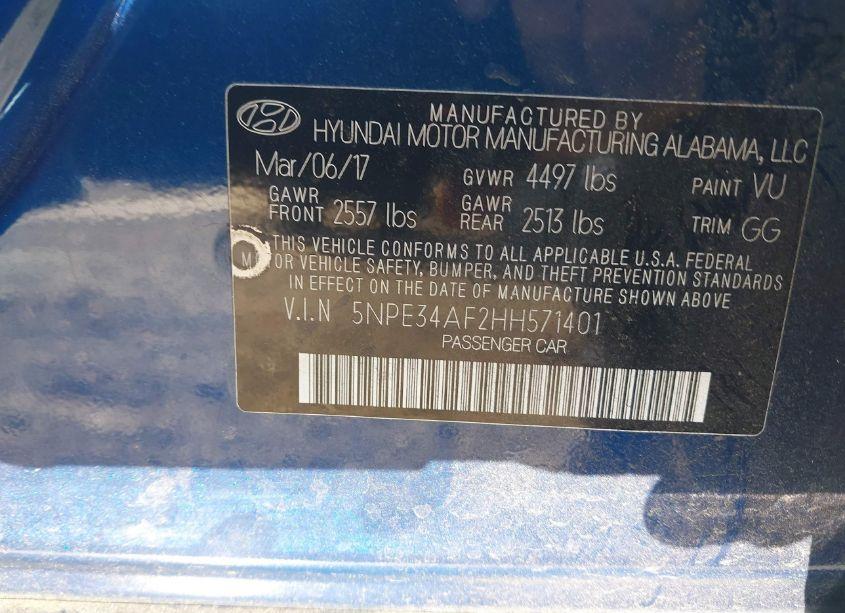 MANUFACTURED BY
HYUNDAI MOTOR MANUFACTURING ALABAMA, LLC
Mar/06/17 GVWR 4497 lbs PAINT VU
GAWR FRONT 2557 lbs GAWR REAR 2513 lbs TRIM GG
THIS VEHICLE CONFORMS TO ALL APPLICABLE U.S.A. FEDERAL
M OR VEHICLE SAFETY, BUMPER, AND THEFT PREVENTION STANDARDS
IN EFFECT ON THE DATE OF MANUFACTURE SHOWN ABOVE
V.I.N 5NPE34AF2HH571401
PASSENGER CAR